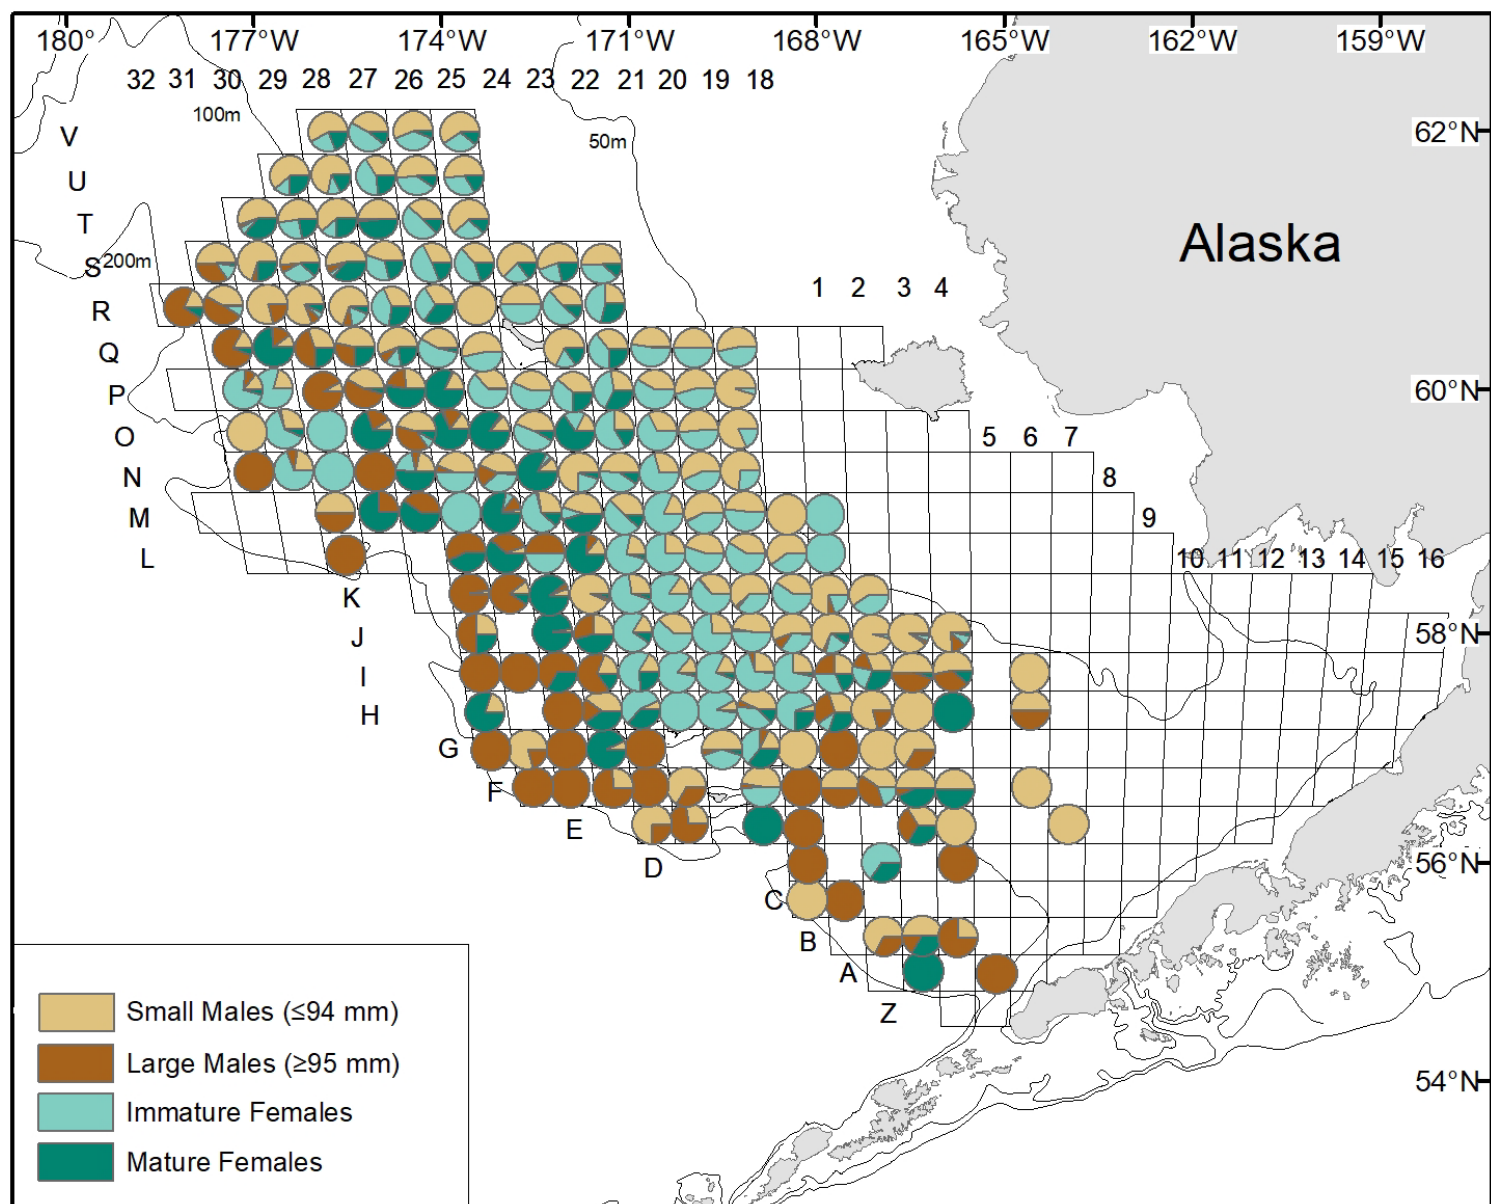 180° 177°W 174°W 171°W 168°W 165°W 162°W 159°W
32 31 30 29 28 27 26 25 24 23 22 21 20 19 18
100m
50m
V
62°N
U
T
Alaska
S 200m
1 2 3 4
R
Q
P
60°N
O
5 6 7
N
8
M
9
L
10 11 12 13 14 15 16
K
J
58°N
I
H
G
F
E
D
56°N
C
B
A
Z
Small Males (≤94 mm)
Large Males (≥95 mm)
54°N
Immature Females
Mature Females